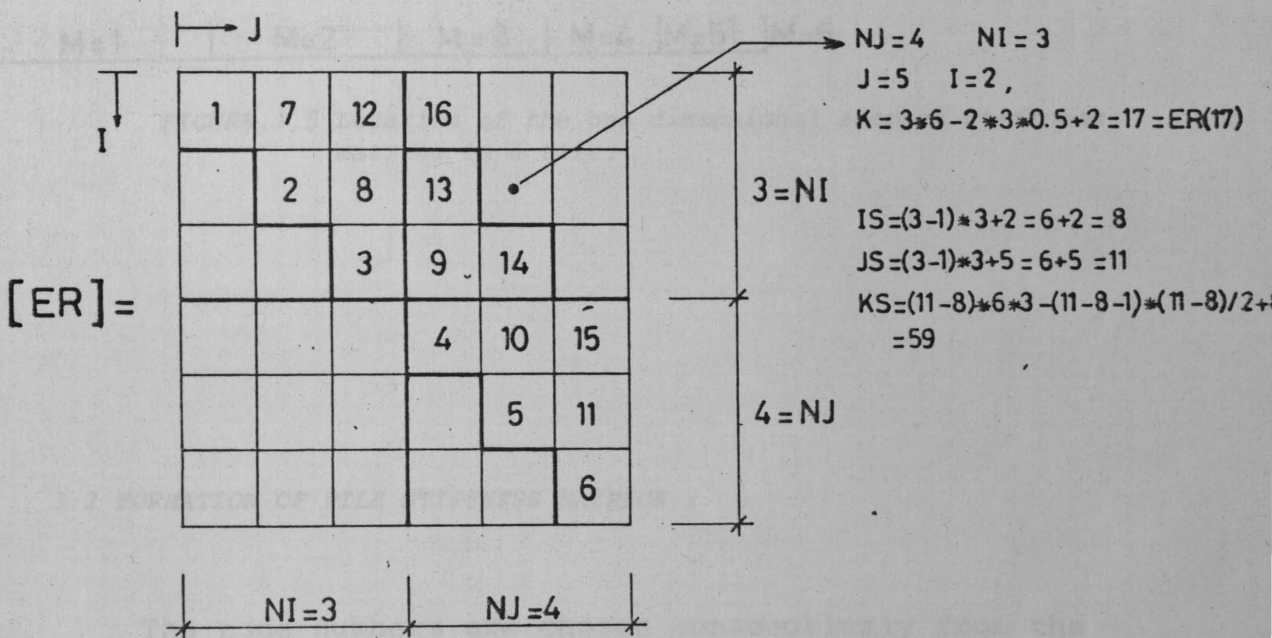 J
NJ=4 NI=3
J=5 I=2,
K=3*6-2*3*0.5+2=17=ER(17)
I
1 7 12 16
2 8 13
3=NI
IS=(3-1)*3+2=6+2=8
3 9 14
JS=(3-1)*3+5=6+5=11
[ER]=
KS=(11-8)*6*3-(11-8-1)*(11-8)/2+8
=59
4 10 15
5 11
4=NJ
6
NI=3 NJ=4